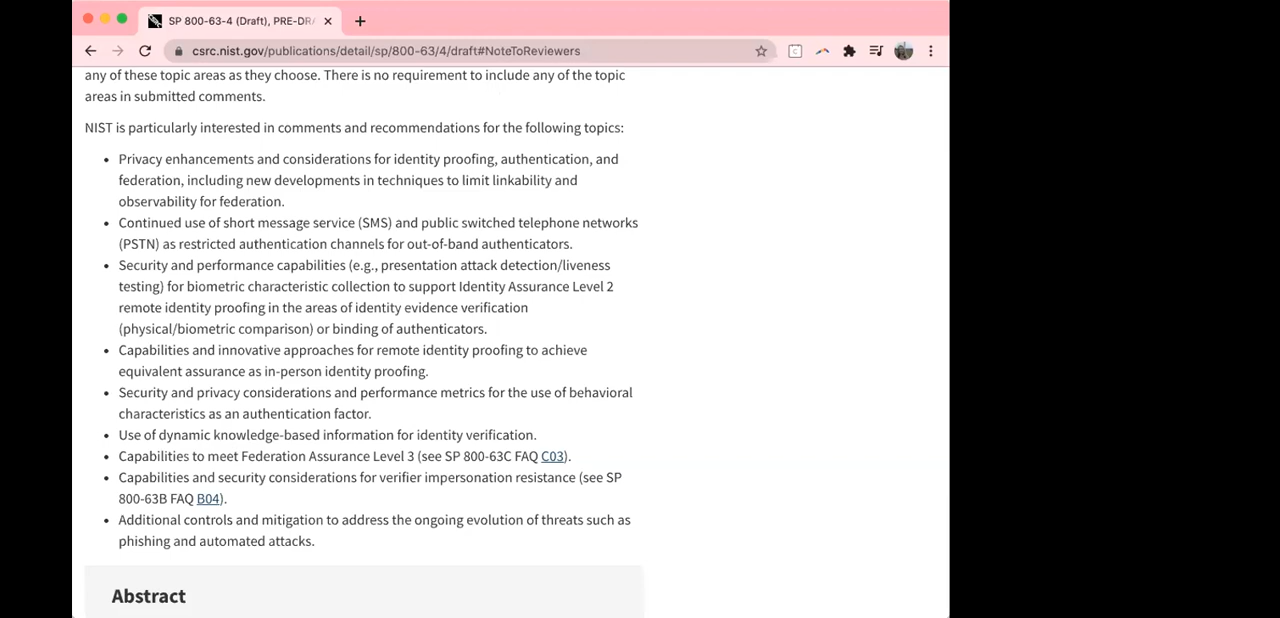 SP 800-63-4 (Draft), PRE-DR
csrc.nist.gov/publications/detail/sp/800-63/4/draft#NoteToReviewers
any of these topic areas as they choose. There is no requirement to include any of the topic
areas in submitted comments.
NIST is particularly interested in comments and recommendations for the following topics:
• Privacy enhancements and considerations for identity proofing, authentication, and
federation, including new developments in techniques to limit linkability and
observability for federation.
• Continued use of short message service (SMS) and public switched telephone networks
(PSTN) as restricted authentication channels for out-of-band authenticators.
• Security and performance capabilities (e.g., presentation attack detection/liveness
testing) for biometric characteristic collection to support Identity Assurance Level 2
remote identity proofing in the areas of identity evidence verification
(physical/biometric comparison) or binding of authenticators.
• Capabilities and innovative approaches for remote identity proofing to achieve
equivalent assurance as in-person identity proofing.
• Security and privacy considerations and performance metrics for the use of behavioral
characteristics as an authentication factor.
• Use of dynamic knowledge-based information for identity verification.
• Capabilities to meet Federation Assurance Level 3 (see SP 800-63C FAQ C03).
• Capabilities and security considerations for verifier impersonation resistance (see SP
800-63B FAQ B04).
• Additional controls and mitigation to address the ongoing evolution of threats such as
phishing and automated attacks.
Abstract